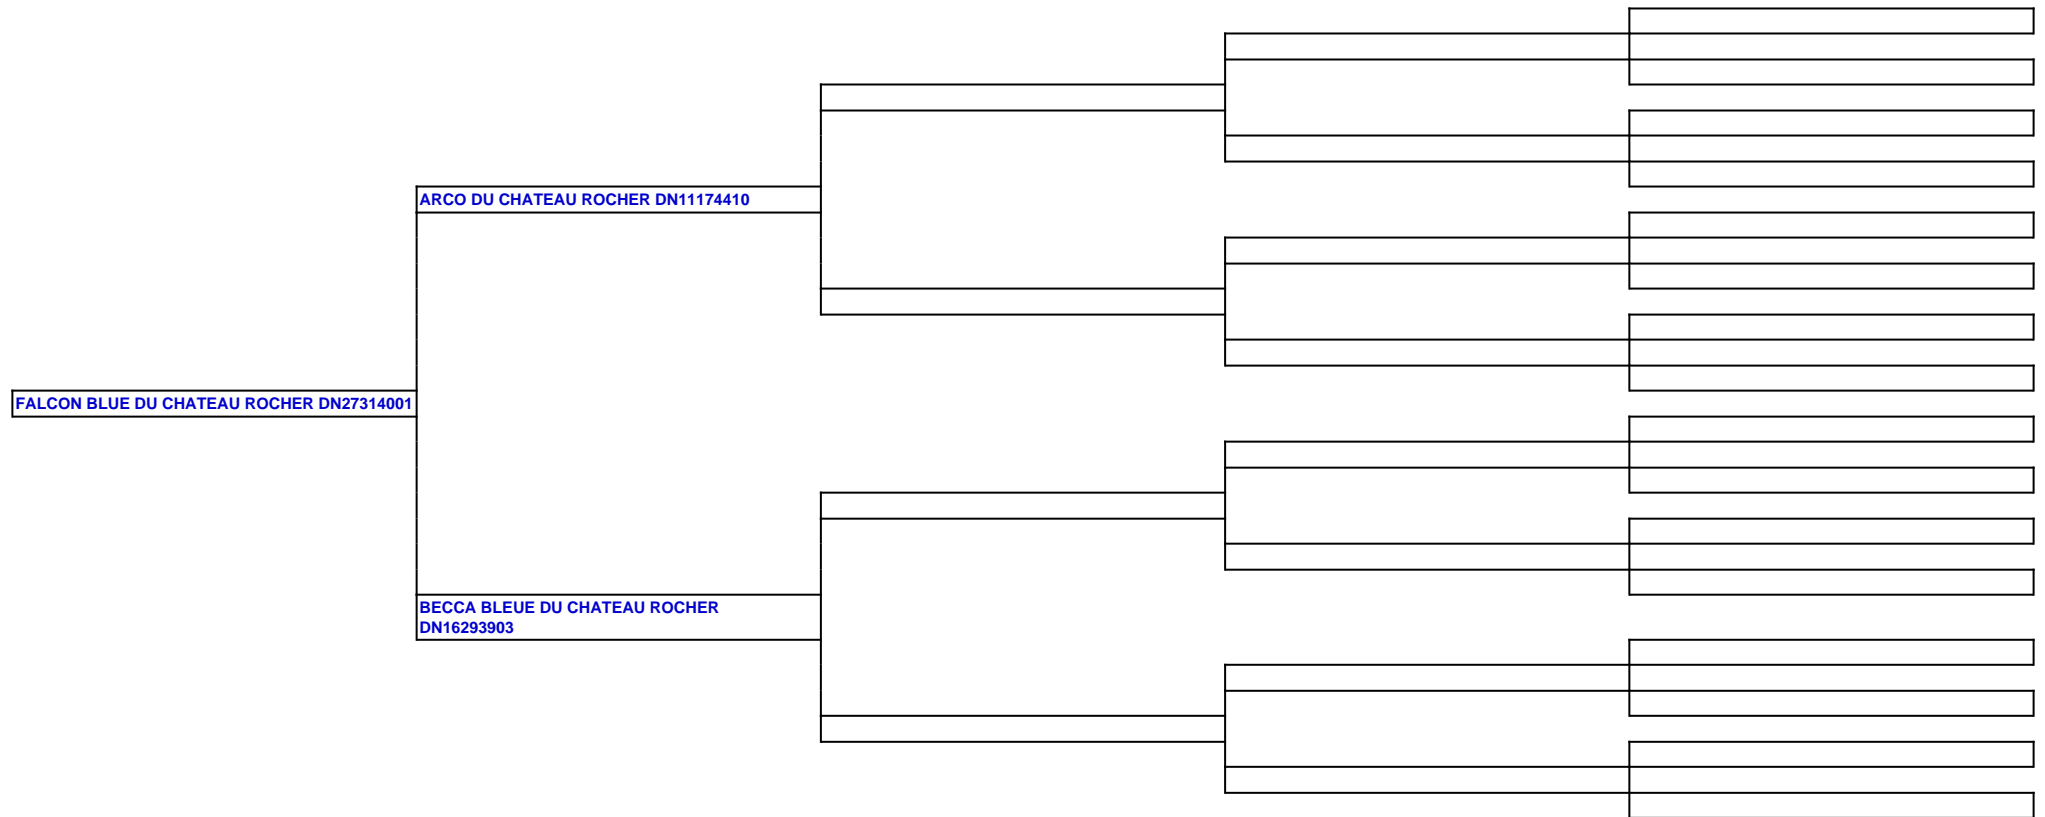 ARCO DU CHATEAU ROCHER DN11174410
FALCON BLUE DU CHATEAU ROCHER DN27314001
BECCA BLEUE DU CHATEAU ROCHER
DN16293903